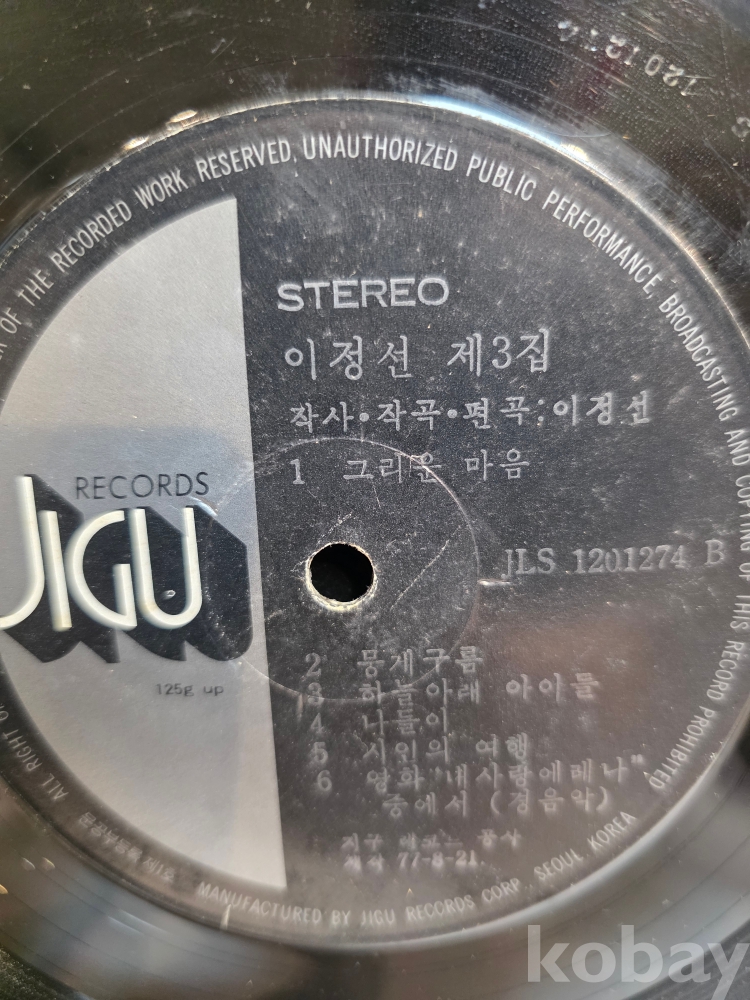 ER OF THE RECORDED WORK RESERVED, UNAUTHORIZED PUBLIC PERFORMANCE, BROADCASTING AND COPYING OF THIS RECORD PROHIBITED
STEREO
이정선 제3집
작사·작곡·편곡:이정선
1 그리운 마음
RECORDS
JIGU
JLS 1201274 B
125g up
2 뭉게구름
3 하늘아래 아이들
4 나들이
5 시인의 여행
6 영화"내사랑에레나"
중에서 (경음악)
지구 레코드 공사
제작 77-8-21.
ALL RIGHT
MANUFACTURED BY JIGU RECORDS CORP., SEOUL KOREA
kobay